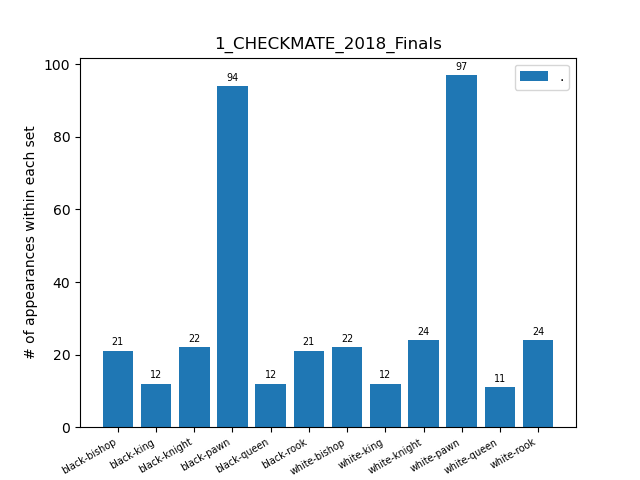 1_CHECKMATE_2018_Finals
# of appearances within each set
100
80
60
40
20
0
21
12
22
94
12
21
22
12
24
97
11
24
.
black-bishop
black-king
black-knight
black-pawn
black-queen
black-rook
white-bishop
white-king
white-knight
white-pawn
white-queen
white-rook